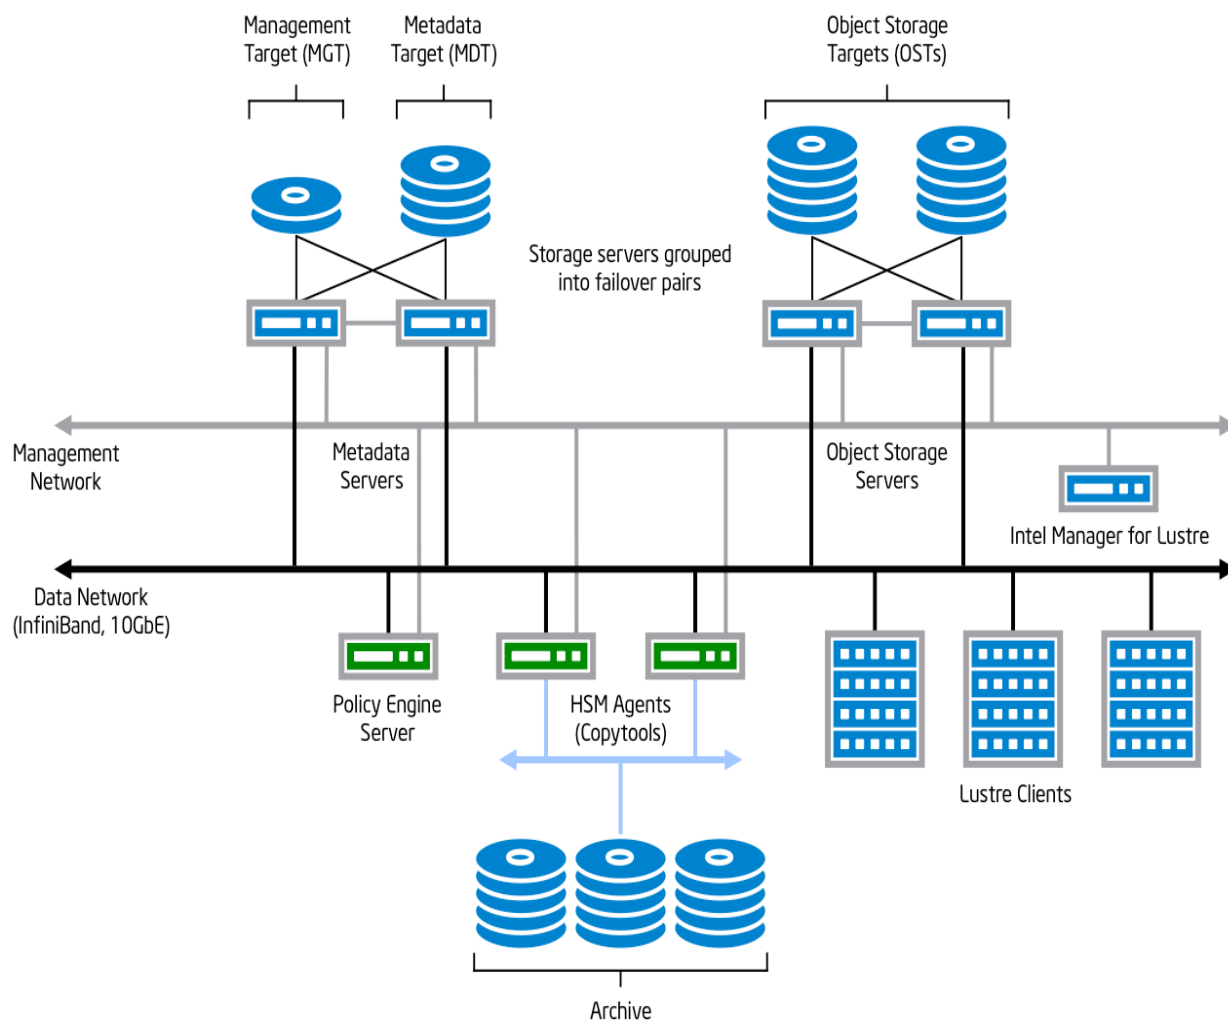 Management
Target (MGT)
Metadata
Target (MDT)
Object Storage
Targets (OSTs)
Storage servers grouped
into failover pairs
Management
Network
Metadata
Servers
Object Storage
Servers
Intel Manager for Lustre
Data Network
(InfiniBand, 10GbE)
Policy Engine
Server
HSM Agents
(Copytools)
Lustre Clients
Archive